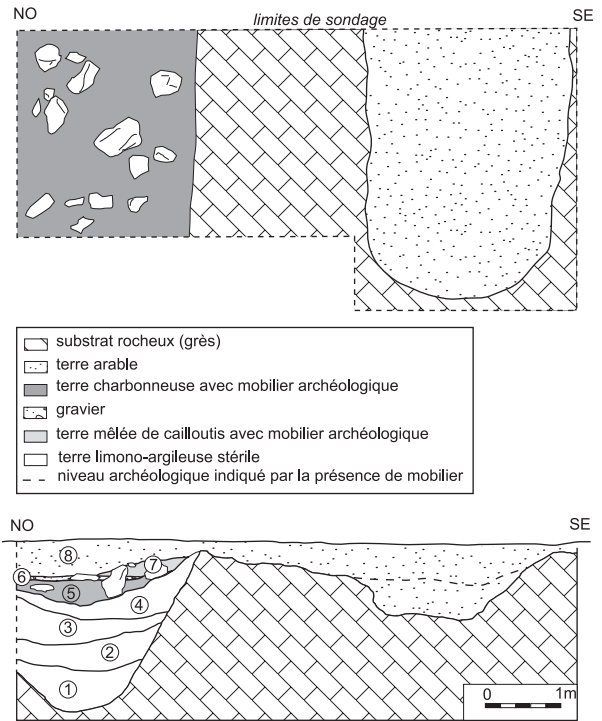 NO
SE
limites de sondage
substrat rocheux (grès)
terre arable
terre charbonneuse avec mobilier archéologique
gravier
terre mêlée de cailloutis avec mobilier archéologique
terre limono-argileuse stérile
niveau archéologique indiqué par la présence de mobilier
NO
SE
8
7
6
5
4
3
2
1
0
1m